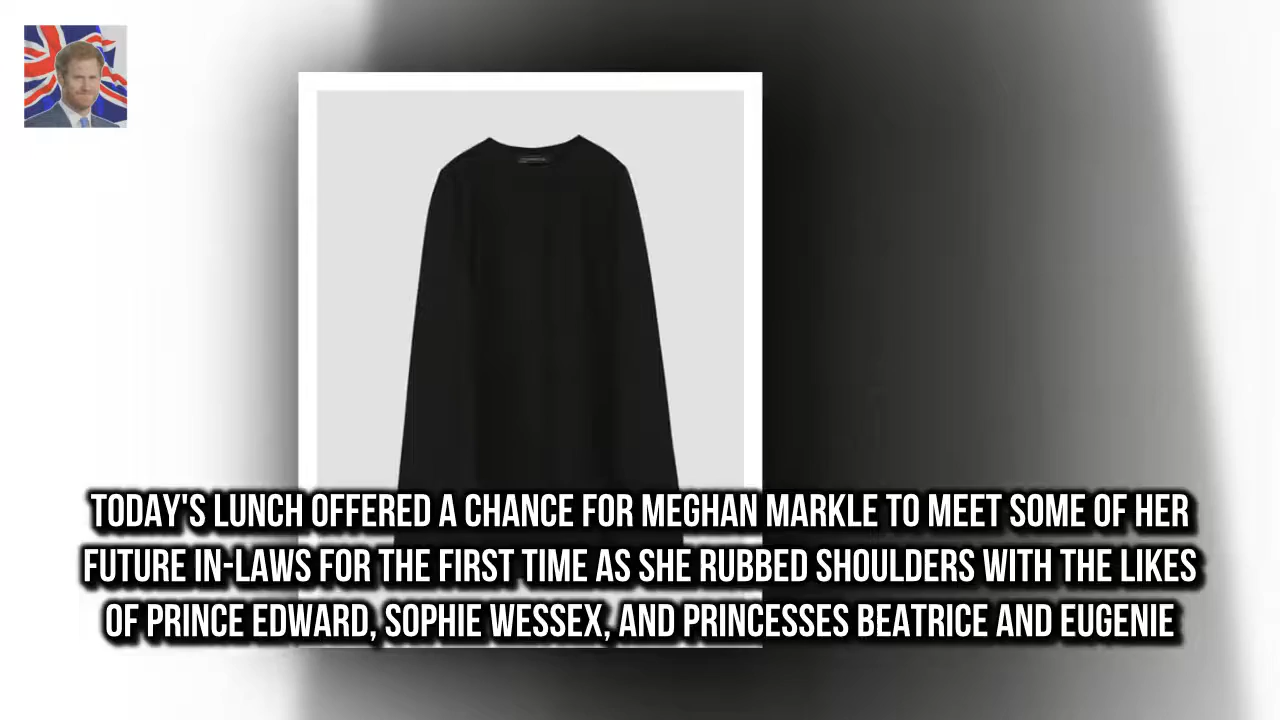 TODAY'S LUNCH OFFERED A CHANCE FOR MEGHAN MARKLE TO MEET SOME OF HER
FUTURE IN-LAWS FOR THE FIRST TIME AS SHE RUBBED SHOULDERS WITH THE LIKES
OF PRINCE EDWARD, SOPHIE WESSEX, AND PRINCESSES BEATRICE AND EUGENIE